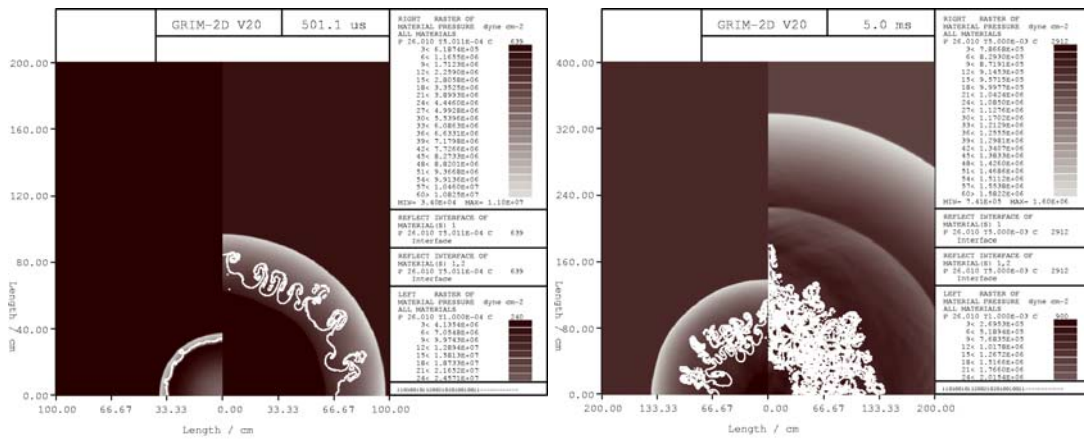 GRIM-2D V20
501.1 us
RIGHT RASTER OF
MATERIAL PRESSURE dyne cm-2
ALL MATERIALS
P 26.010 T5.011E-04 C 639
3< 6.1874E+05
6< 1.1655E+06
9< 1.7123E+06
12< 2.2590E+06
15< 2.8058E+06
18< 3.3525E+06
21< 3.8993E+06
24< 4.4460E+06
27< 4.9928E+06
30< 5.5396E+06
33< 6.0863E+06
36< 6.6331E+06
39< 7.1798E+06
42< 7.7266E+06
45< 8.2733E+06
48< 8.8201E+06
51< 9.3668E+06
54< 9.9136E+06
57< 1.0460E+07
60> 1.0825E+07
MIN= 3.40E+04 MAX= 1.10E+07
REFLECT INTERFACE OF
MATERIAL(S) 1
P 26.010 T5.011E-04 C 639
Interface
REFLECT INTERFACE OF
MATERIAL(S) 1,2
P 26.010 T5.011E-04 C 639
Interface
LEFT RASTER OF
MATERIAL PRESSURE dyne cm-2
ALL MATERIALS
P 26.010 T1.000E-04 C 240
3< 4.1354E+06
6< 7.0548E+06
9< 9.9743E+06
12< 1.2894E+07
15< 1.5813E+07
18< 1.8733E+07
21< 2.1652E+07
24< 2.4571E+07
200.00
160.00
120.00
80.00
40.00
0.00
Length / cm
100.00 66.67 33.33 0.00 33.33 66.67 100.00
Length / cm
GRIM-2D V20
5.0 ms
RIGHT RASTER OF
MATERIAL PRESSURE dyne cm-2
ALL MATERIALS
P 26.010 T5.000E-03 C 2912
3< 7.8668E+05
6< 8.2930E+05
9< 8.7191E+05
12< 9.1453E+05
15< 9.5715E+05
18< 9.9977E+05
21< 1.0424E+06
24< 1.0850E+06
27< 1.1276E+06
30< 1.1702E+06
33< 1.2129E+06
36< 1.2555E+06
39< 1.2981E+06
42< 1.3407E+06
45< 1.3833E+06
48< 1.4260E+06
51< 1.4686E+06
54< 1.5112E+06
57< 1.5538E+06
60> 1.5822E+06
MIN= 7.41E+05 MAX= 1.60E+06
REFLECT INTERFACE OF
MATERIAL(S) 1
P 26.010 T5.000E-03 C 2912
Interface
REFLECT INTERFACE OF
MATERIAL(S) 1,2
P 26.010 T5.000E-03 C 2912
Interface
LEFT RASTER OF
MATERIAL PRESSURE dyne cm-2
ALL MATERIALS
P 26.010 T1.000E-03 C 900
3< 2.6953E+05
6< 5.1894E+05
9< 7.6835E+05
12< 1.0178E+06
15< 1.2672E+06
18< 1.5166E+06
21< 1.7660E+06
24< 2.0154E+06
400.00
320.00
240.00
160.00
80.00
0.00
Length / cm
200.00 133.33 66.67 0.00 66.67 133.33 200.00
Length / cm